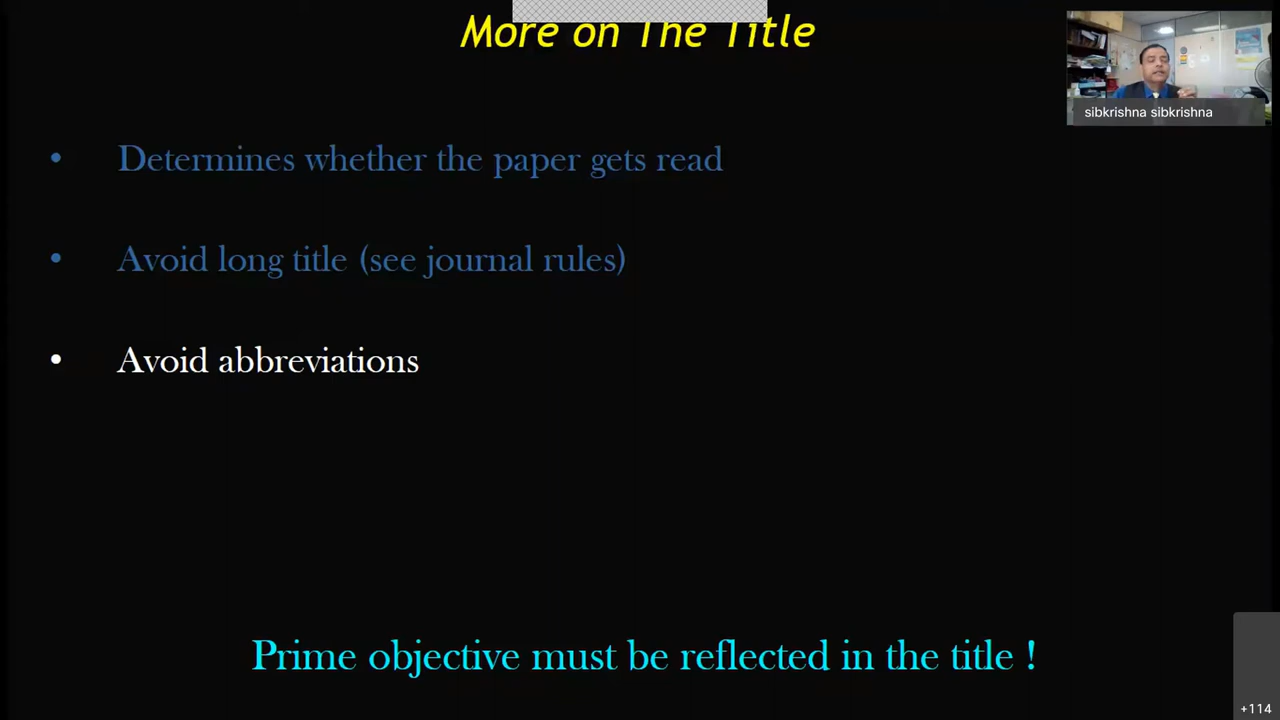 More on The Title
sibkrishna sibkrishna
• Determines whether the paper gets read
• Avoid long title (see journal rules)
• Avoid abbreviations
Prime objective must be reflected in the title !
+114